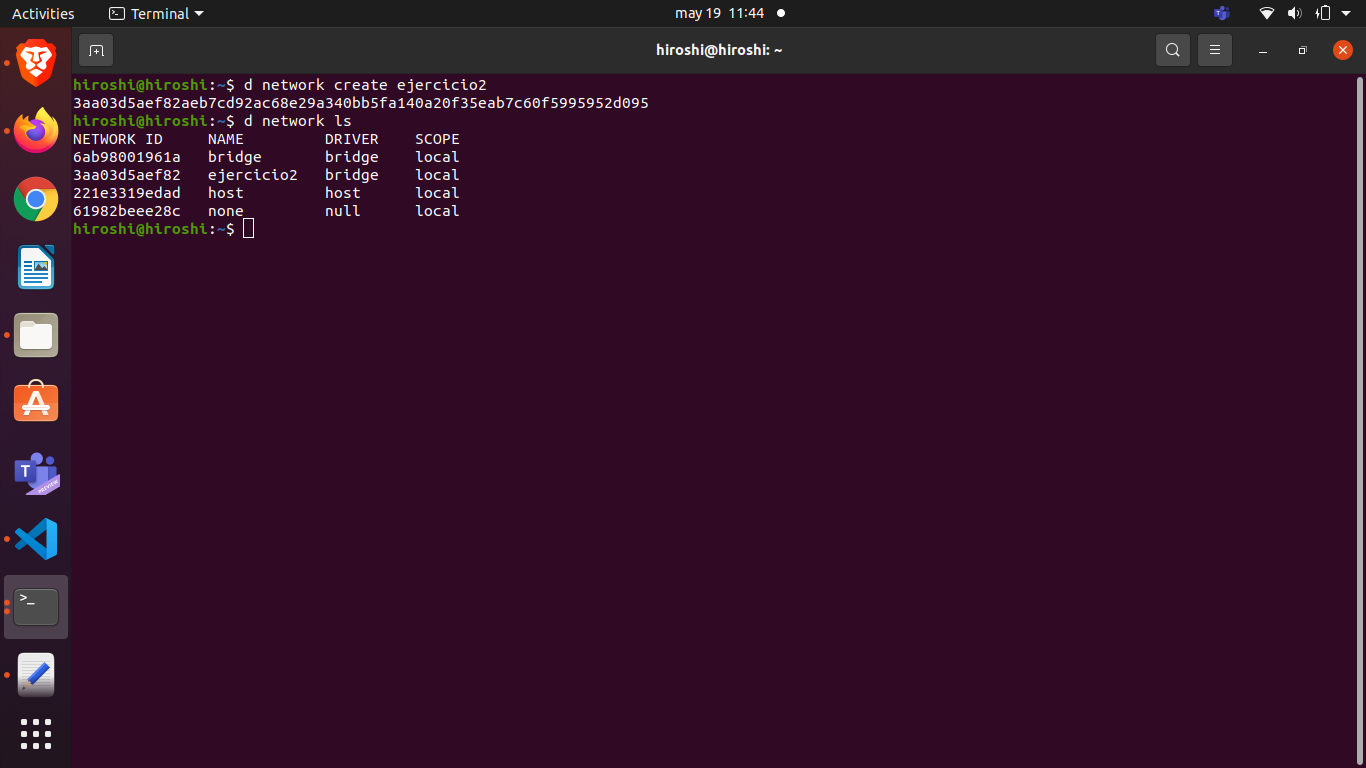 Activities Terminal may 19 11:44
hiroshi@hiroshi: ~
hiroshi@hiroshi:~$ d network create ejercicio2
3aa03d5aef82aeb7cd92ac68e29a340bb5fa140a20f35eab7c60f5995952d095
hiroshi@hiroshi:~$ d network ls
NETWORK ID     NAME         DRIVER    SCOPE
6ab98001961a   bridge       bridge    local
3aa03d5aef82   ejercicio2   bridge    local
221e3319edad   host         host      local
61982beee28c   none         null      local
hiroshi@hiroshi:~$
T
PREVIEW
>_